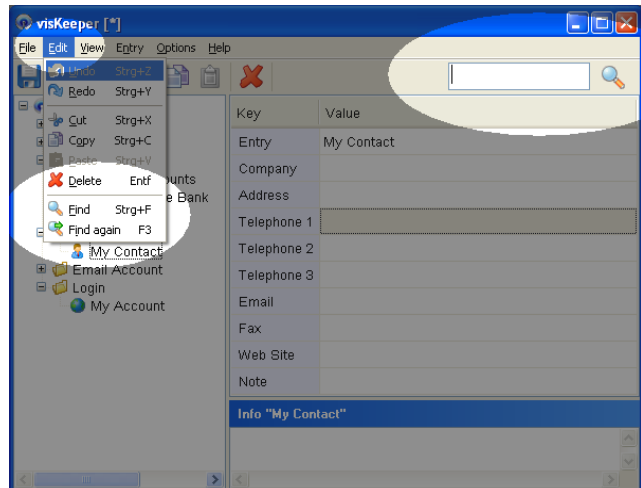 visKeeper [*]
File Edit View Entry Options Help
Undo Strg+Z
Redo Strg+Y
Cut Strg+X
Copy Strg+C
Paste Strg+V
Delete Entf
Find Strg+F
Find again F3
unts
e Bank
My Contact
Email Account
Login
My Account
Key Value
Entry My Contact
Company
Address
Telephone 1
Telephone 2
Telephone 3
Email
Fax
Web Site
Note
Info "My Contact"